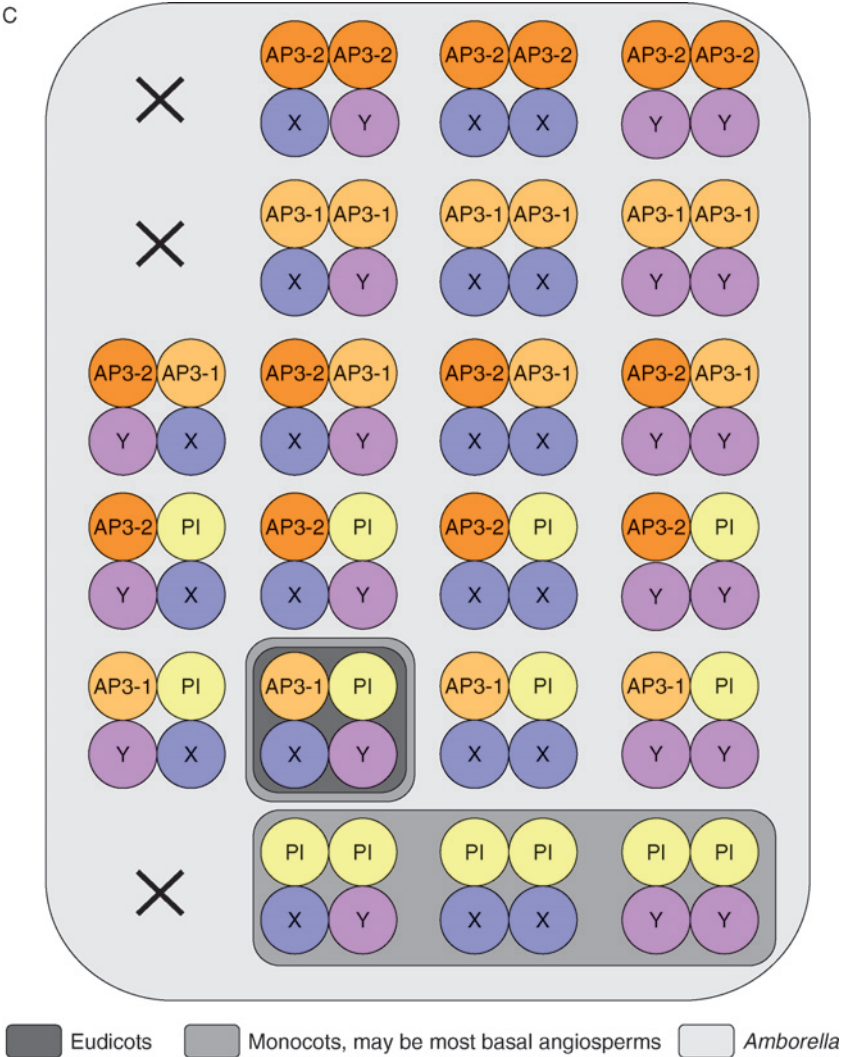 C
AP3-2 AP3-2 AP3-2 AP3-2 AP3-2 AP3-2
X Y X X Y Y
AP3-1 AP3-1 AP3-1 AP3-1 AP3-1 AP3-1
X Y X X Y Y
AP3-2 AP3-1 AP3-2 AP3-1 AP3-2 AP3-1 AP3-2 AP3-1
Y X X Y X X Y Y
AP3-2 PI AP3-2 PI AP3-2 PI AP3-2 PI
Y X X Y X X Y Y
AP3-1 PI AP3-1 PI AP3-1 PI AP3-1 PI
Y X X Y X X Y Y
PI PI PI PI PI PI
X Y X X Y Y
Eudicots Monocots, may be most basal angiosperms Amborella